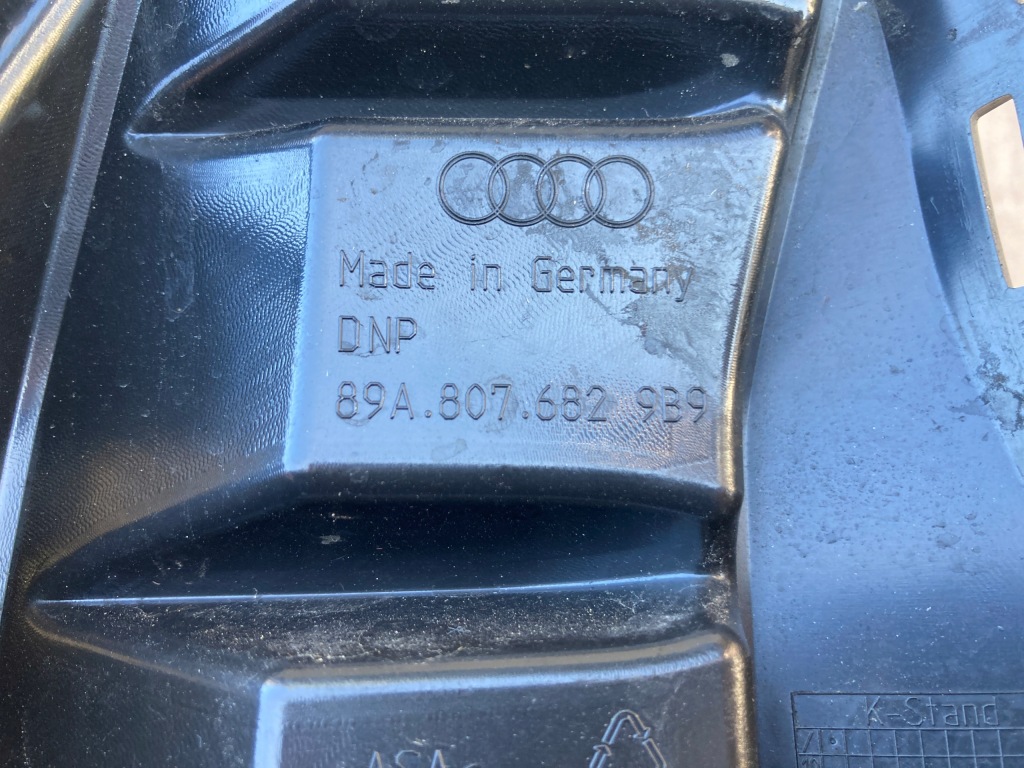 Made in Germany
DNP
89A.807.682 9B9
K-Stand